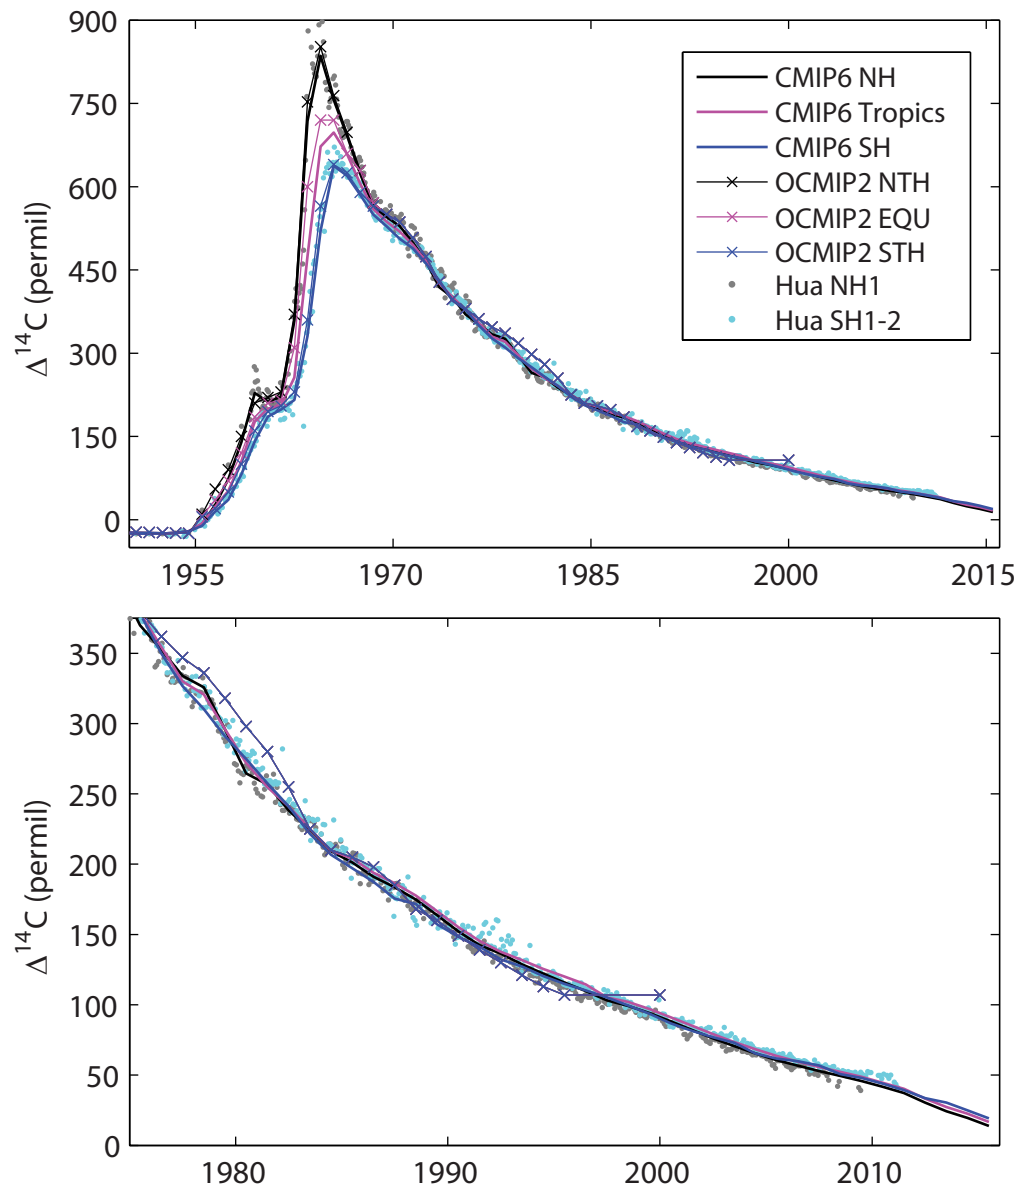 900
750
600
450
300
150
0
Δ14C (permil)
CMIP6 NH
CMIP6 Tropics
CMIP6 SH
OCMIP2 NTH
OCMIP2 EQU
OCMIP2 STH
Hua NH1
Hua SH1-2
1955 1970 1985 2000 2015
350
300
250
200
150
100
50
0
Δ14C (permil)
1980 1990 2000 2010